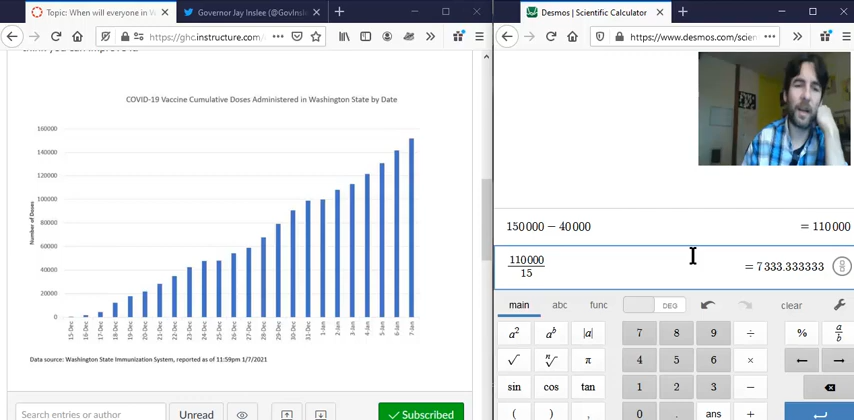 Topic: When will everyone in W
Governor Jay Inslee (@GovInsle
https://ghc.instructure.com/
COVID-19 Vaccine Cumulative Doses Administered in Washington State by Date
Number of Doses
160000
140000
120000
100000
80000
60000
40000
20000
0
15-Dec
16-Dec
17-Dec
18-Dec
19-Dec
20-Dec
21-Dec
22-Dec
23-Dec
24-Dec
25-Dec
26-Dec
27-Dec
28-Dec
29-Dec
30-Dec
31-Dec
1-Jan
2-Jan
3-Jan
4-Jan
5-Jan
6-Jan
7-Jan
Data source: Washington State Immunization System, reported as of 11:59pm 1/7/2021
Search entries or author
Unread
Subscribed
Desmos | Scientific Calculator
https://www.desmos.com/scien
150000 − 40000
= 110000
110000
15
= 7333.333333
main
abc
func
DEG
clear
a²
aᵇ
|a|
7
8
9
÷
%
a/b
√
ⁿ√
π
4
5
6
×
←
→
sin
cos
tan
1
2
3
−
(
)
,
0
.
ans
+